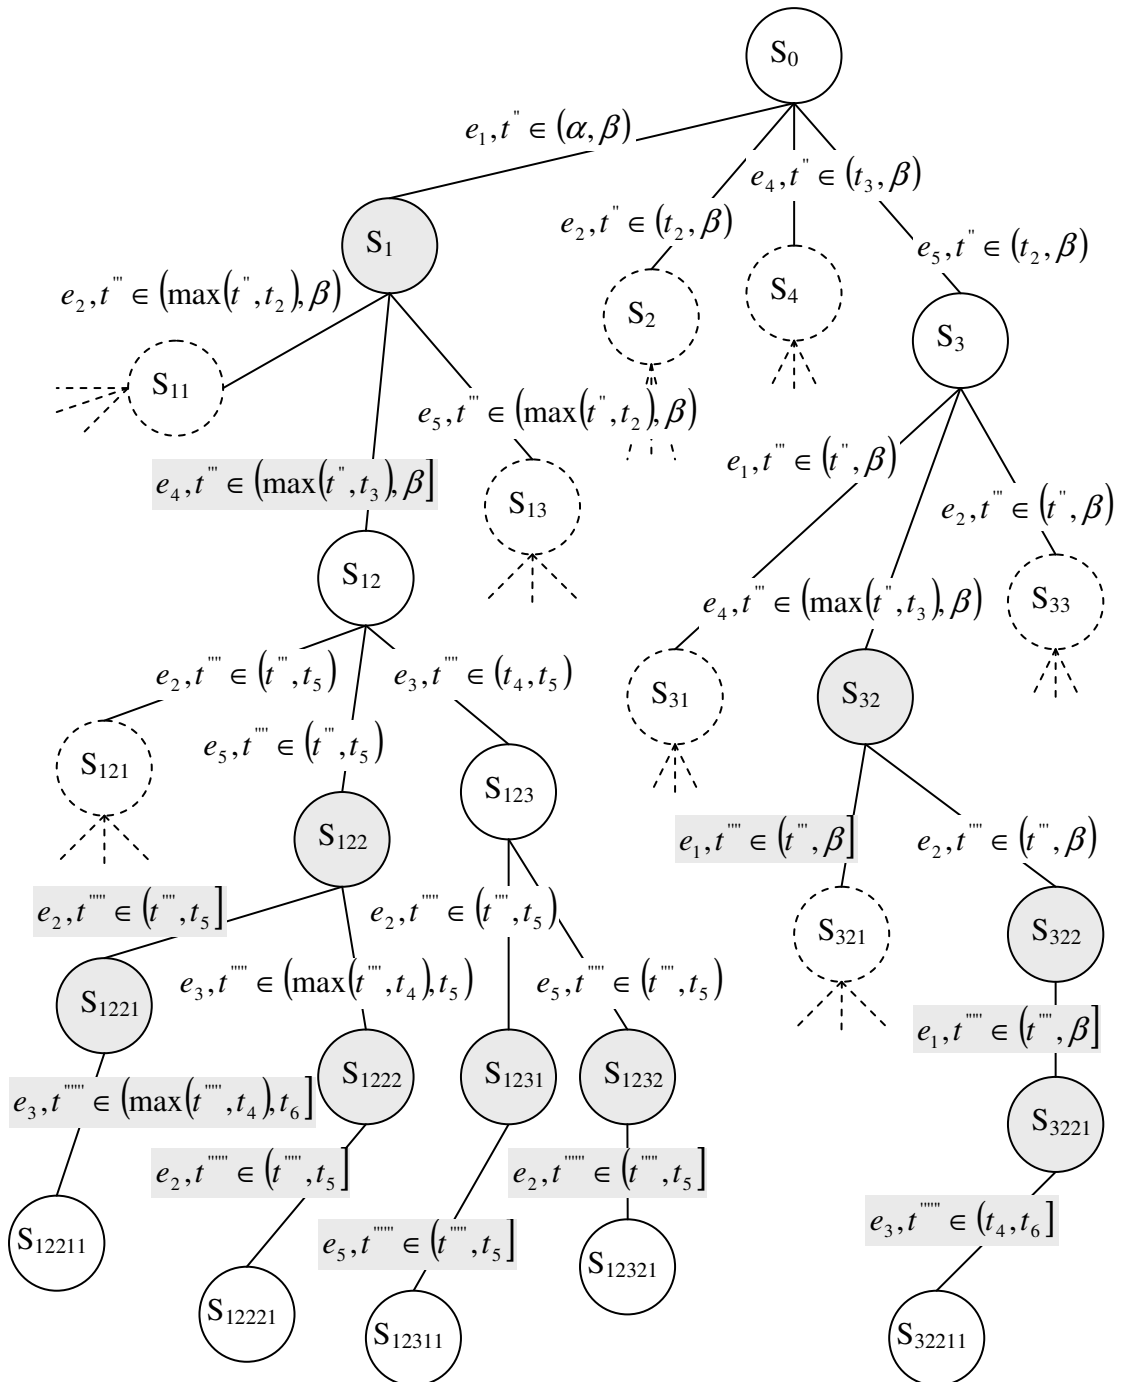 S₀
e₁, t'' ∈ (α, β)
e₄, t'' ∈ (t₃, β)
e₂, t'' ∈ (t₂, β)
e₅, t'' ∈ (t₂, β)
S₁
e₂, t''' ∈ (max(t'', t₂), β)
S₄
S₂
S₃
S₁₁
e₅, t''' ∈ (max(t'', t₂), β)
e₁, t''' ∈ (t'', β)
e₄, t''' ∈ (max(t'', t₃), β]
S₁₃
e₂, t''' ∈ (t'', β)
S₁₂
e₄, t''' ∈ (max(t'', t₃), β)
S₃₃
e₂, t'''' ∈ (t''', t₅)
e₃, t'''' ∈ (t₄, t₅)
S₃₁
S₃₂
e₅, t'''' ∈ (t''', t₅)
S₁₂₁
S₁₂₃
S₁₂₂
e₁, t'''' ∈ (t''', β]
e₂, t'''' ∈ (t''', β)
e₂, t''''' ∈ (t'''', t₅]
e₂, t''''' ∈ (t'''', t₅)
S₃₂₁
S₃₂₂
e₃, t''''' ∈ (max(t'''', t₄), t₅)
e₅, t''''' ∈ (t'''', t₅)
S₁₂₂₁
e₁, t''''' ∈ (t'''', β]
S₁₂₂₂
S₁₂₃₁
S₁₂₃₂
e₃, t'''''' ∈ (max(t''''', t₄), t₆]
S₃₂₂₁
e₂, t'''''' ∈ (t''''', t₅]
e₂, t'''''' ∈ (t''''', t₅]
e₃, t'''''' ∈ (t₄, t₆]
S₁₂₂₁₁
e₅, t'''''' ∈ (t''''', t₅]
S₁₂₃₂₁
S₁₂₂₂₁
S₁₂₃₁₁
S₃₂₂₁₁